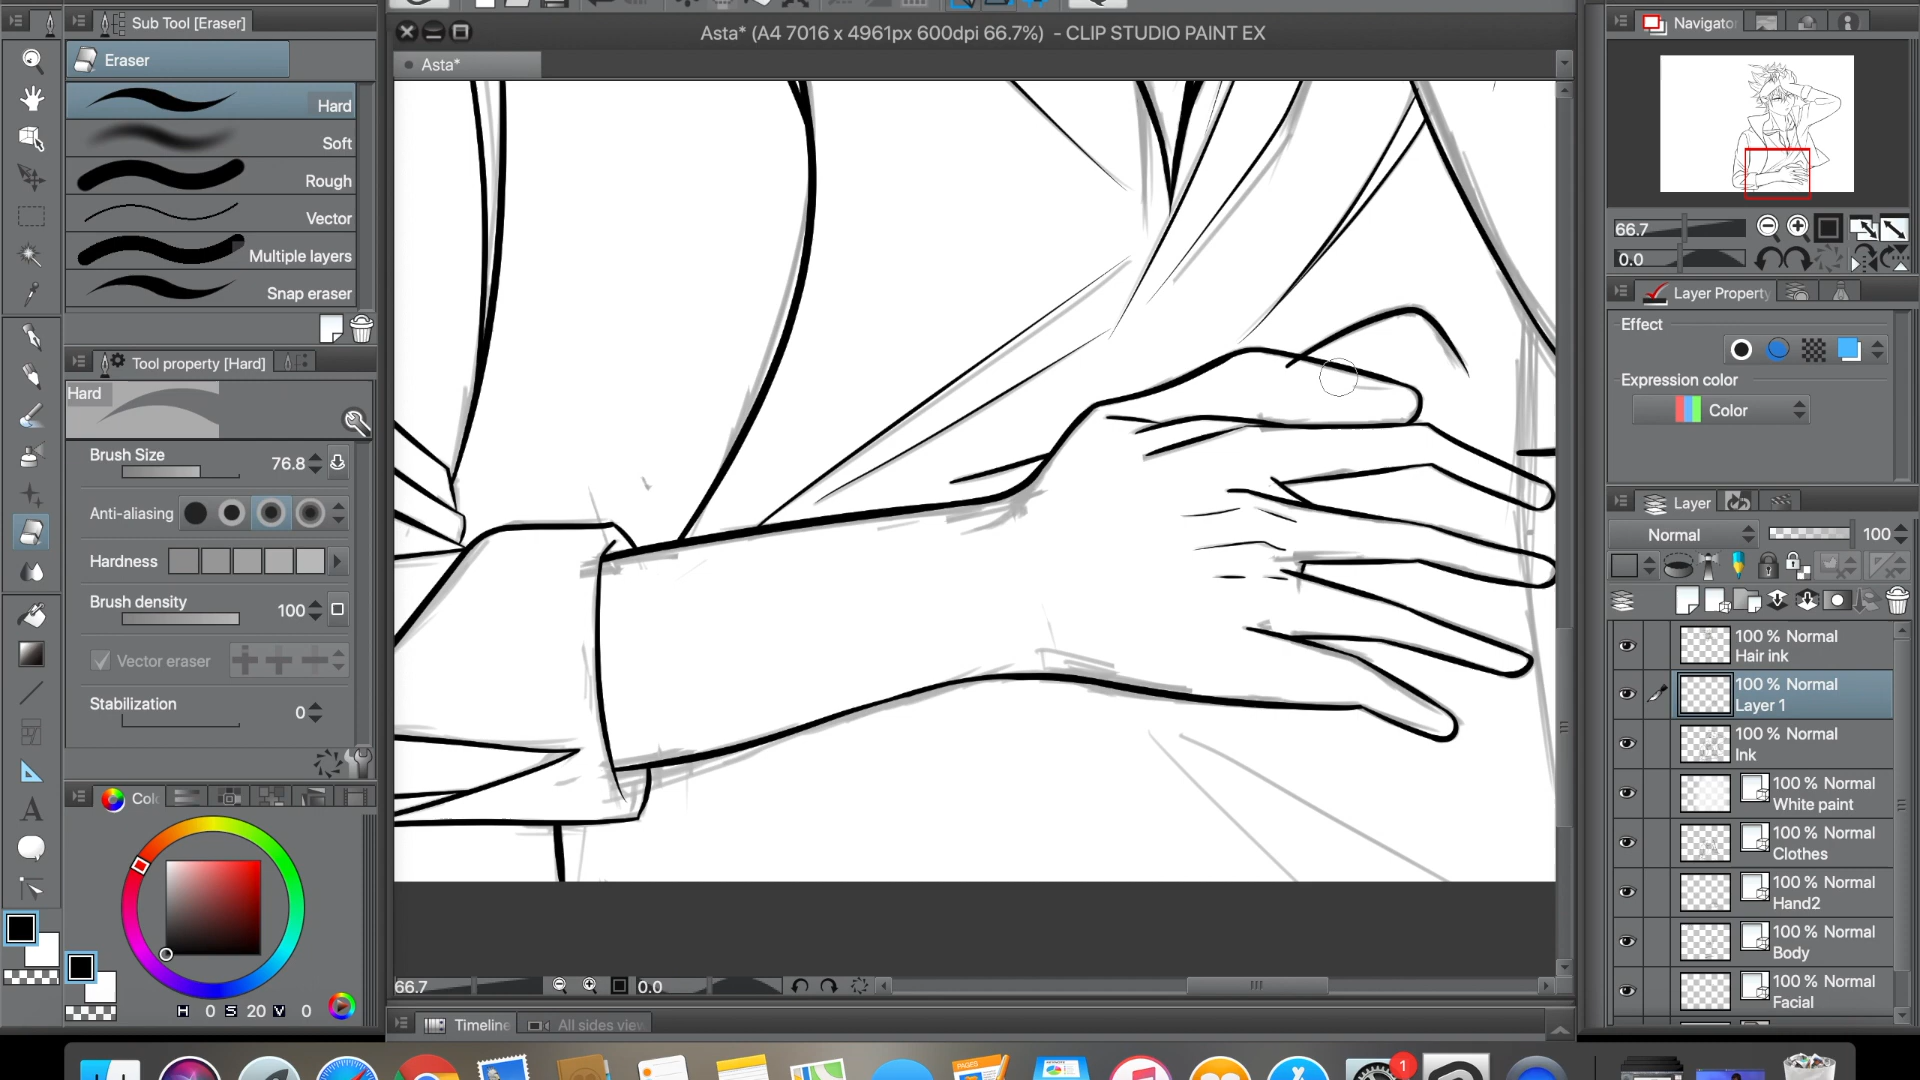 Sub Tool [Eraser]
Eraser
Hard
Soft
Rough
Vector
Multiple layers
Snap eraser
Tool property [Hard]
Hard
Brush Size 76.8
Anti-aliasing
Hardness
Brush density 100
Vector eraser
Stabilization 0
Colo
H 0 S 20 V 0
Asta* (A4 7016 x 4961px 600dpi 66.7%) - CLIP STUDIO PAINT EX
Asta*
66.7
0.0
Timeline
All sides view
Navigator
66.7
0.0
Layer Property
Effect
Expression color
Color
Layer
Normal 100
100 % Normal
Hair ink
100 % Normal
Layer 1
100 % Normal
Ink
100 % Normal
White paint
100 % Normal
Clothes
100 % Normal
Hand2
100 % Normal
Body
100 % Normal
Facial
1